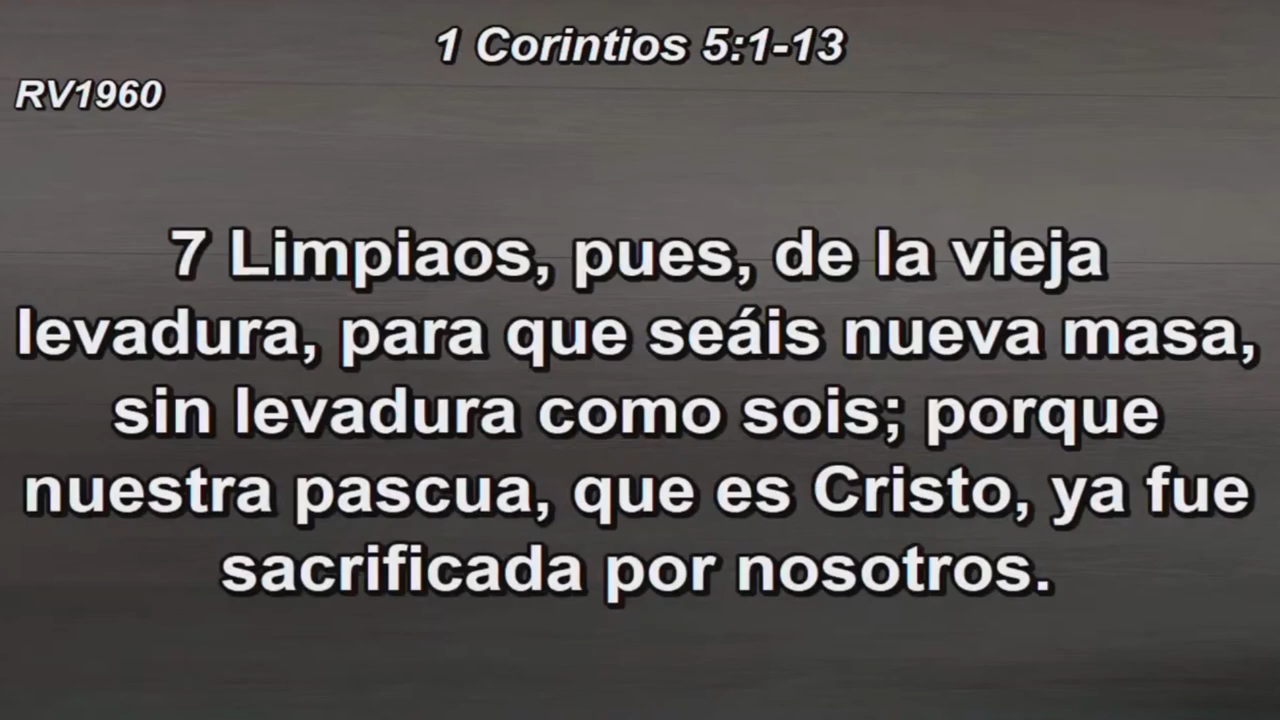 1 Corintios 5:1-13
RV1960
7 Limpiaos, pues, de la vieja
levadura, para que seáis nueva masa,
sin levadura como sois; porque
nuestra pascua, que es Cristo, ya fue
sacrificada por nosotros.